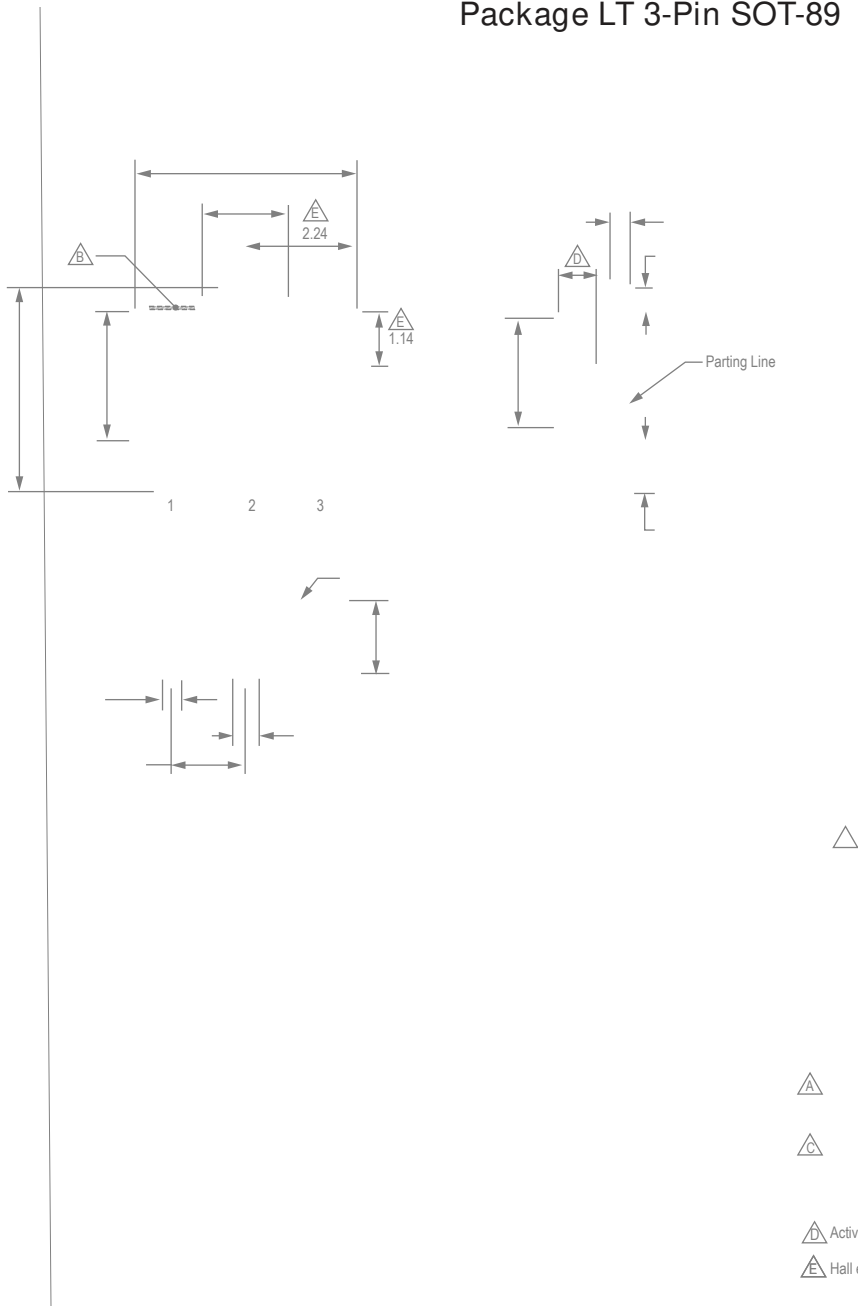 Package LT 3-Pin SOT-89
E
2.24
B
D
E
1.14
Parting Line
1 2 3
A
C
D Activ
E Hall e